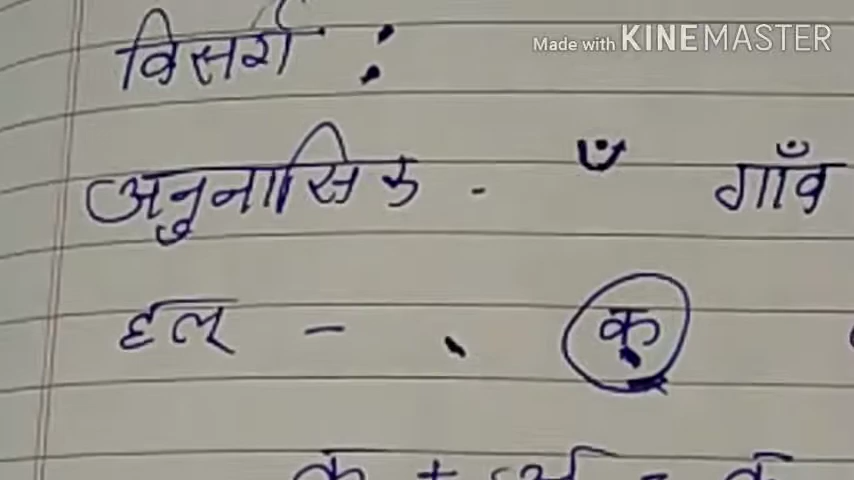 Made with KINEMASTER
विसर्ग :
अनुनासिक - ँ गाँव
हल् - ् क्
क + अ = क